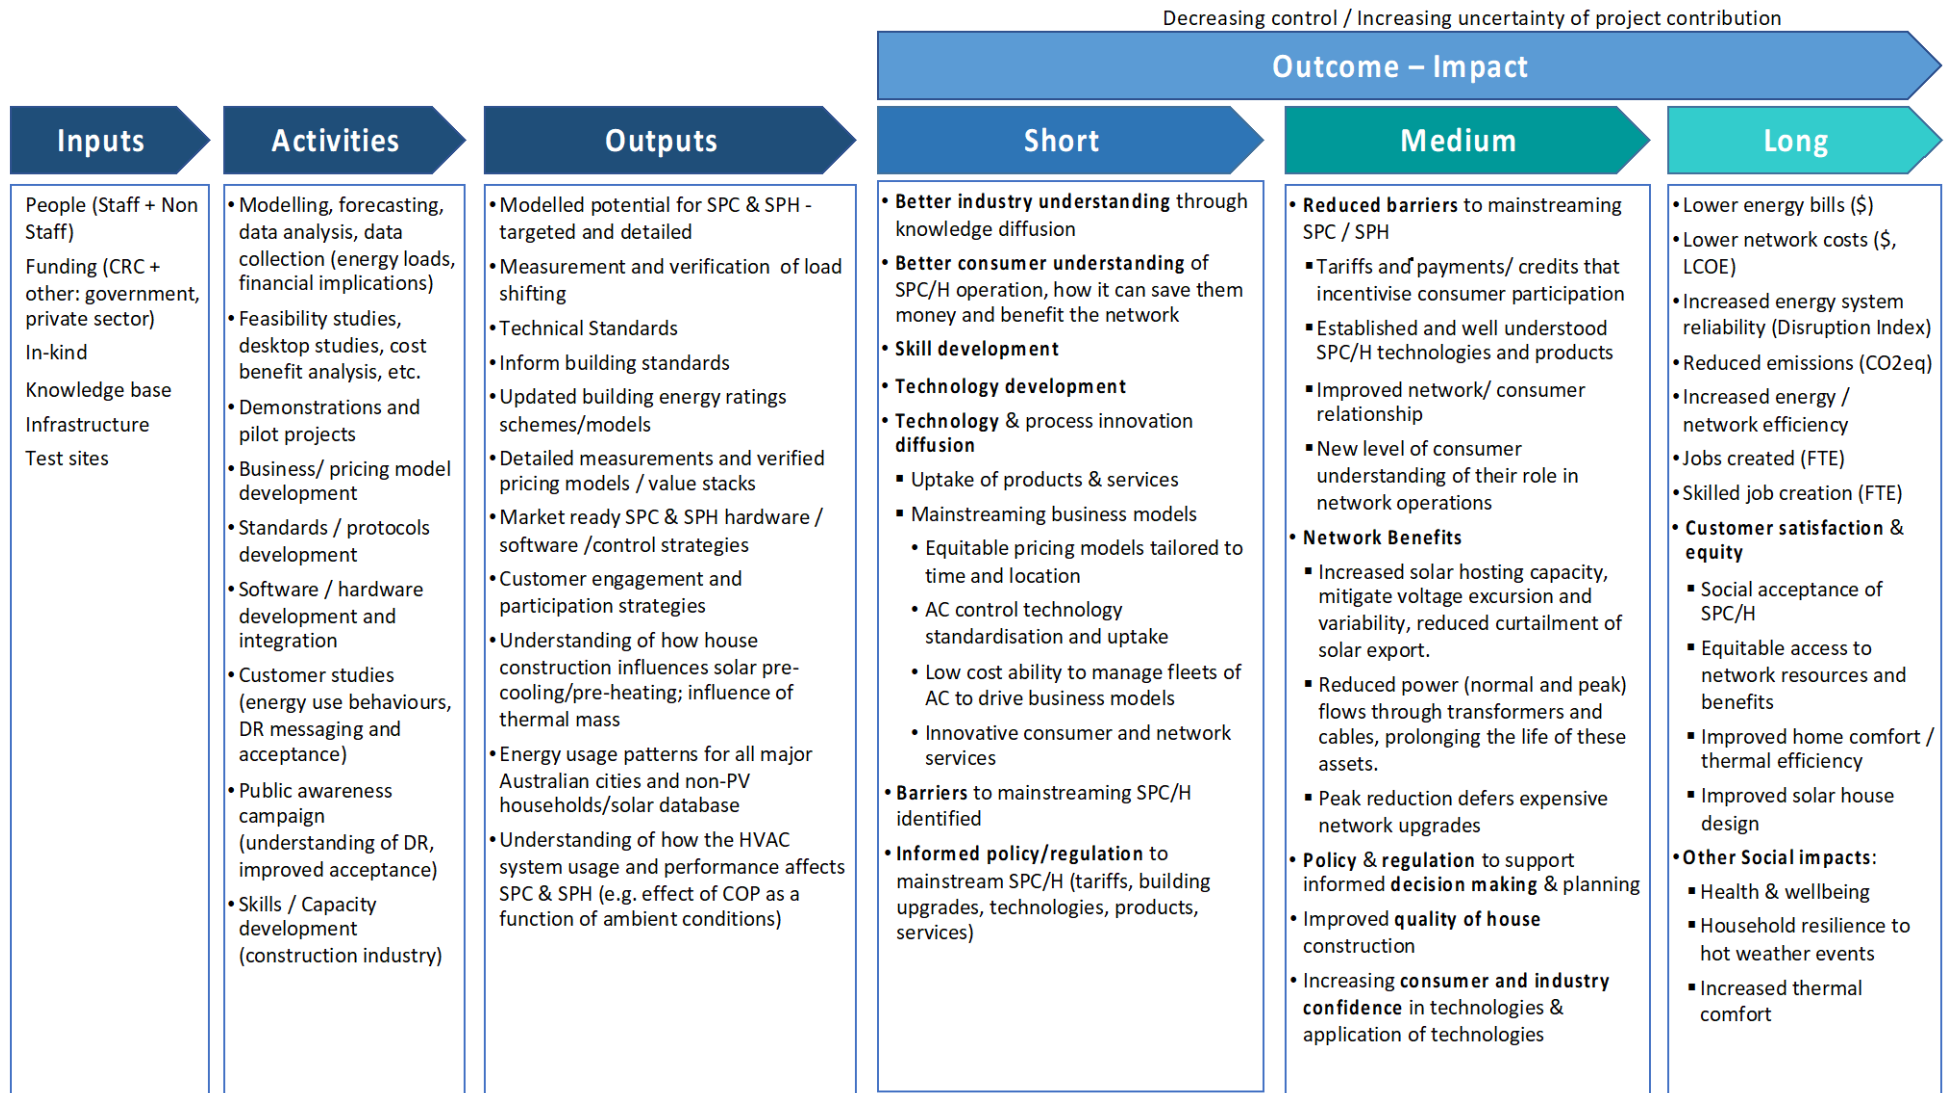 Decreasing control / Increasing uncertainty of project contribution
Outcome – Impact
Inputs
Activities
Outputs
Short
Medium
Long
People (Staff + Non
Staff)
Funding (CRC +
other: government,
private sector)
In-kind
Knowledge base
Infrastructure
Test sites
• Modelling, forecasting,
data analysis, data
collection (energy loads,
financial implications)
• Feasibility studies,
desktop studies, cost
benefit analysis, etc.
• Demonstrations and
pilot projects
• Business/ pricing model
development
• Standards / protocols
development
• Software / hardware
development and
integration
• Customer studies
(energy use behaviours,
DR messaging and
acceptance)
• Public awareness
campaign
(understanding of DR,
improved acceptance)
• Skills / Capacity
development
(construction industry)
• Modelled potential for SPC & SPH -
targeted and detailed
• Measurement and verification of load
shifting
• Technical Standards
• Inform building standards
• Updated building energy ratings
schemes/models
• Detailed measurements and verified
pricing models / value stacks
• Market ready SPC & SPH hardware /
software /control strategies
• Customer engagement and
participation strategies
• Understanding of how house
construction influences solar pre-
cooling/pre-heating; influence of
thermal mass
• Energy usage patterns for all major
Australian cities and non-PV
households/solar database
• Understanding of how the HVAC
system usage and performance affects
SPC & SPH (e.g. effect of COP as a
function of ambient conditions)
• Better industry understanding through
knowledge diffusion
• Better consumer understanding of
SPC/H operation, how it can save them
money and benefit the network
• Skill development
• Technology development
• Technology & process innovation
diffusion
▪ Uptake of products & services
▪ Mainstreaming business models
• Equitable pricing models tailored to
time and location
• AC control technology
standardisation and uptake
• Low cost ability to manage fleets of
AC to drive business models
• Innovative consumer and network
services
• Barriers to mainstreaming SPC/H
identified
• Informed policy/regulation to
mainstream SPC/H (tariffs, building
upgrades, technologies, products,
services)
• Reduced barriers to mainstreaming
SPC / SPH
▪ Tariffs and payments/ credits that
incentivise consumer participation
▪ Established and well understood
SPC/H technologies and products
▪ Improved network/ consumer
relationship
▪ New level of consumer
understanding of their role in
network operations
• Network Benefits
▪ Increased solar hosting capacity,
mitigate voltage excursion and
variability, reduced curtailment of
solar export.
▪ Reduced power (normal and peak)
flows through transformers and
cables, prolonging the life of these
assets.
▪ Peak reduction defers expensive
network upgrades
• Policy & regulation to support
informed decision making & planning
• Improved quality of house
construction
• Increasing consumer and industry
confidence in technologies &
application of technologies
• Lower energy bills ($)
• Lower network costs ($,
LCOE)
• Increased energy system
reliability (Disruption Index)
• Reduced emissions (CO2eq)
• Increased energy /
network efficiency
• Jobs created (FTE)
• Skilled job creation (FTE)
• Customer satisfaction &
equity
▪ Social acceptance of
SPC/H
▪ Equitable access to
network resources and
benefits
▪ Improved home comfort /
thermal efficiency
▪ Improved solar house
design
• Other Social impacts:
▪ Health & wellbeing
▪ Household resilience to
hot weather events
▪ Increased thermal
comfort